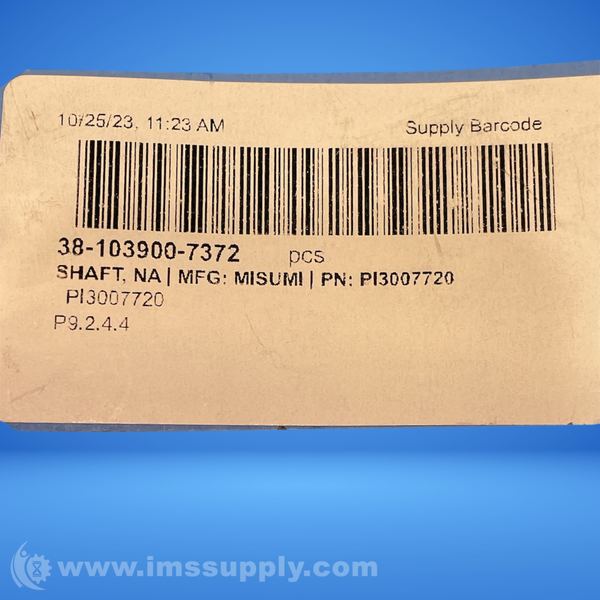 10/25/23, 11:23 AM Supply Barcode
38-103900-7372 pcs
SHAFT, NA | MFG: MISUMI | PN: PI3007720
PI3007720
P9.2.4.4
www.imssupply.com